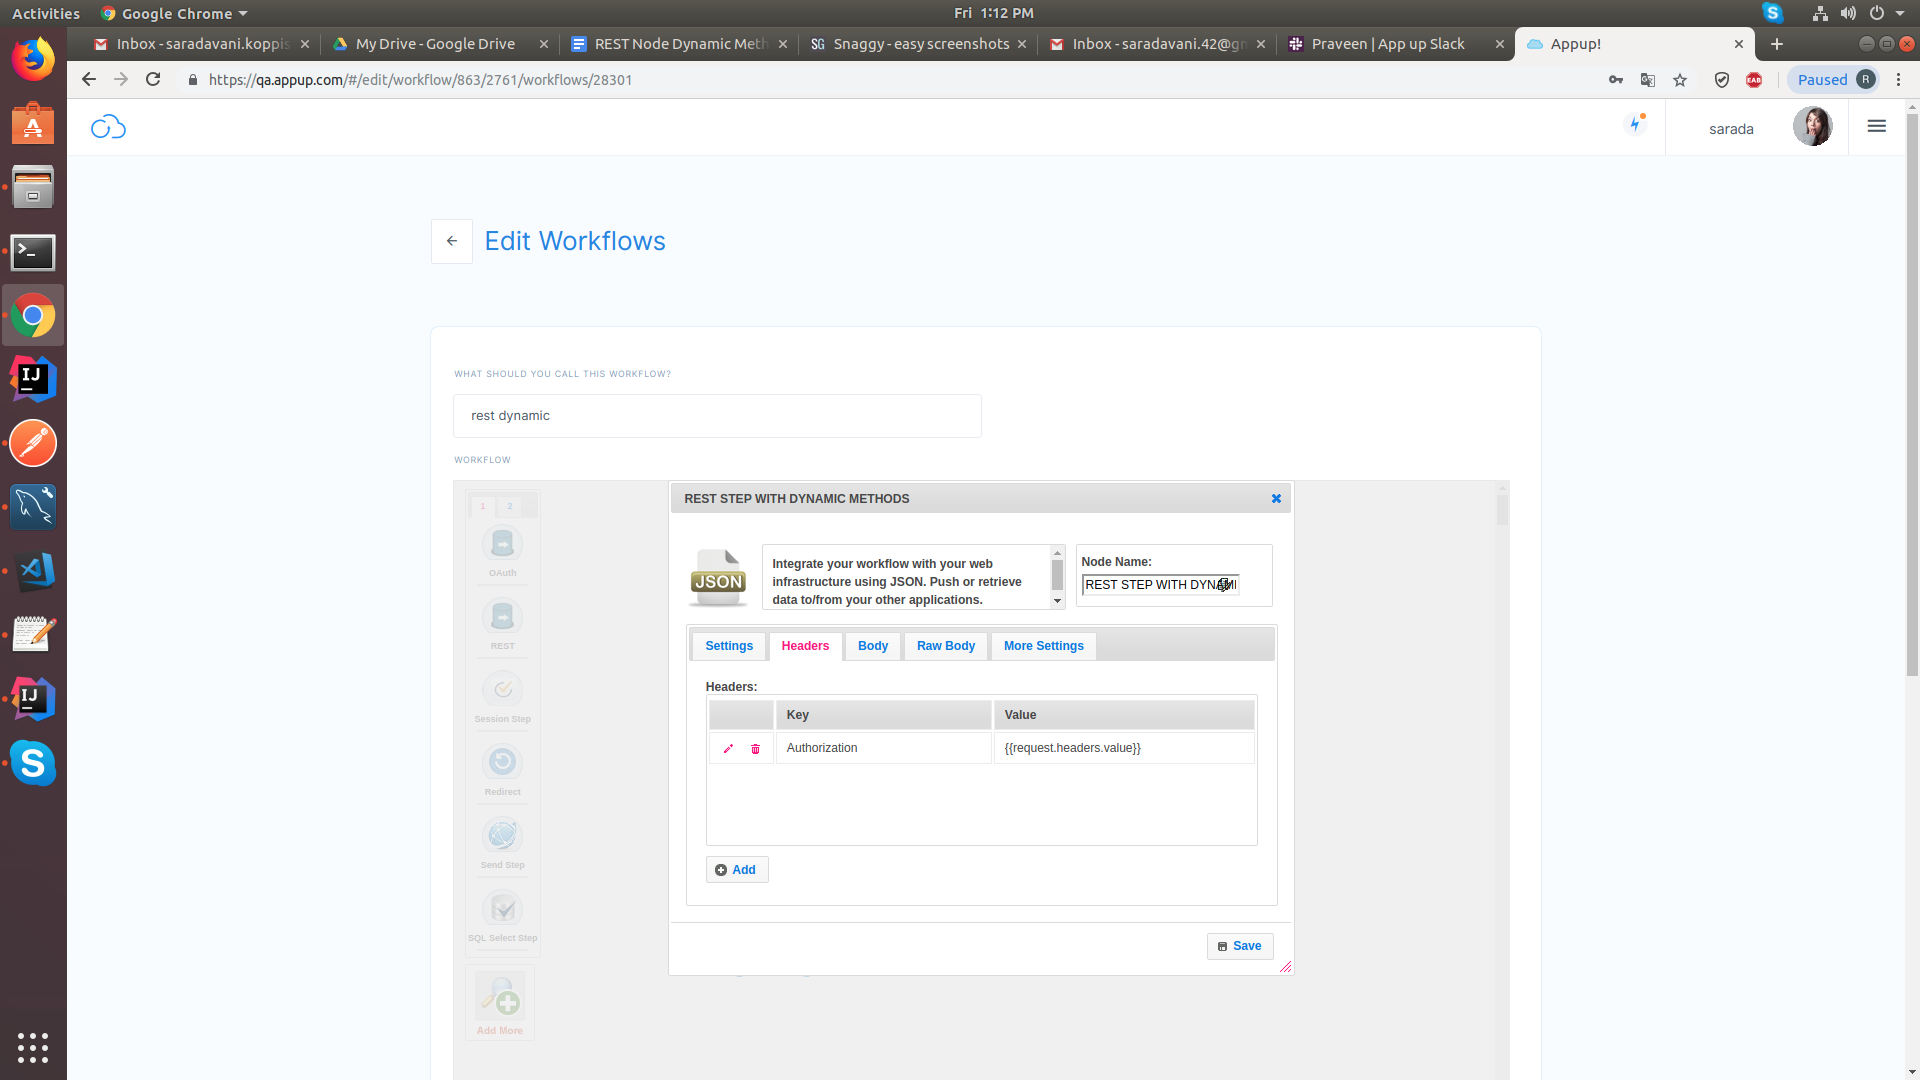 Activities
Google Chrome
Fri 1:12 PM
Inbox - saradavani.koppis
My Drive - Google Drive
REST Node Dynamic Meth
SG Snaggy - easy screenshots
Inbox - saradavani.42@gm
Praveen | App up Slack
Appup!
https://qa.appup.com/#/edit/workflow/863/2761/workflows/28301
EAB
Paused R
sarada
Edit Workflows
WHAT SHOULD YOU CALL THIS WORKFLOW?
rest dynamic
WORKFLOW
REST STEP WITH DYNAMIC METHODS
1 2
OAuth
REST
Session Step
Redirect
Send Step
SQL Select Step
Add More
JSON
Integrate your workflow with your web
infrastructure using JSON. Push or retrieve
data to/from your other applications.
Node Name:
REST STEP WITH DYNAMI
Settings
Headers
Body
Raw Body
More Settings
Headers:
Key Value
Authorization {{request.headers.value}}
Add
Save
IJ
IJ